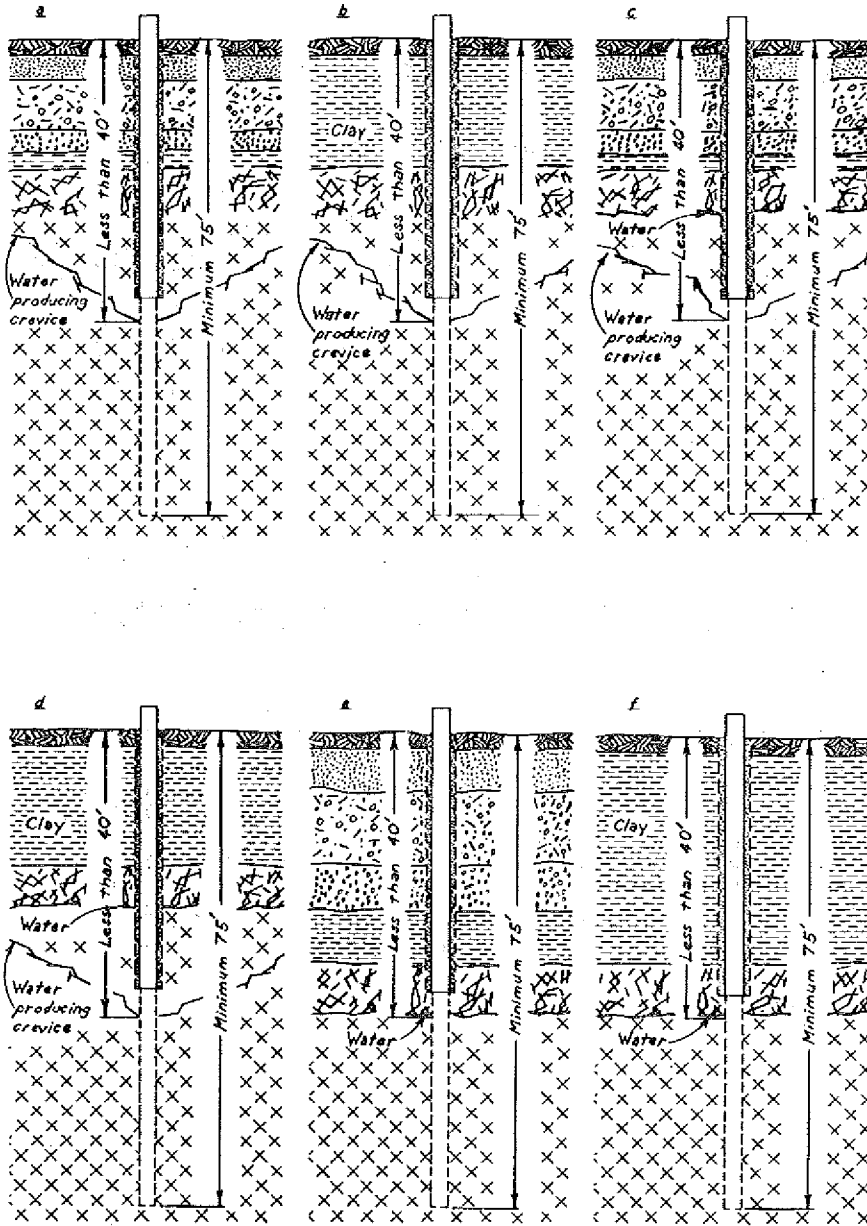 a
Less than 40'
Minimum 75'
Water
producing
crevice
b
Clay
Less than 40'
Minimum 75'
Water
producing
crevice
c
Less than 40'
Minimum 75'
Water
Water
producing
crevice
d
Clay
Less than 40'
Minimum 75'
Water
Water
producing
crevice
e
Less than 40'
Minimum 75'
Water
f
Clay
Less than 40'
Minimum 75'
Water